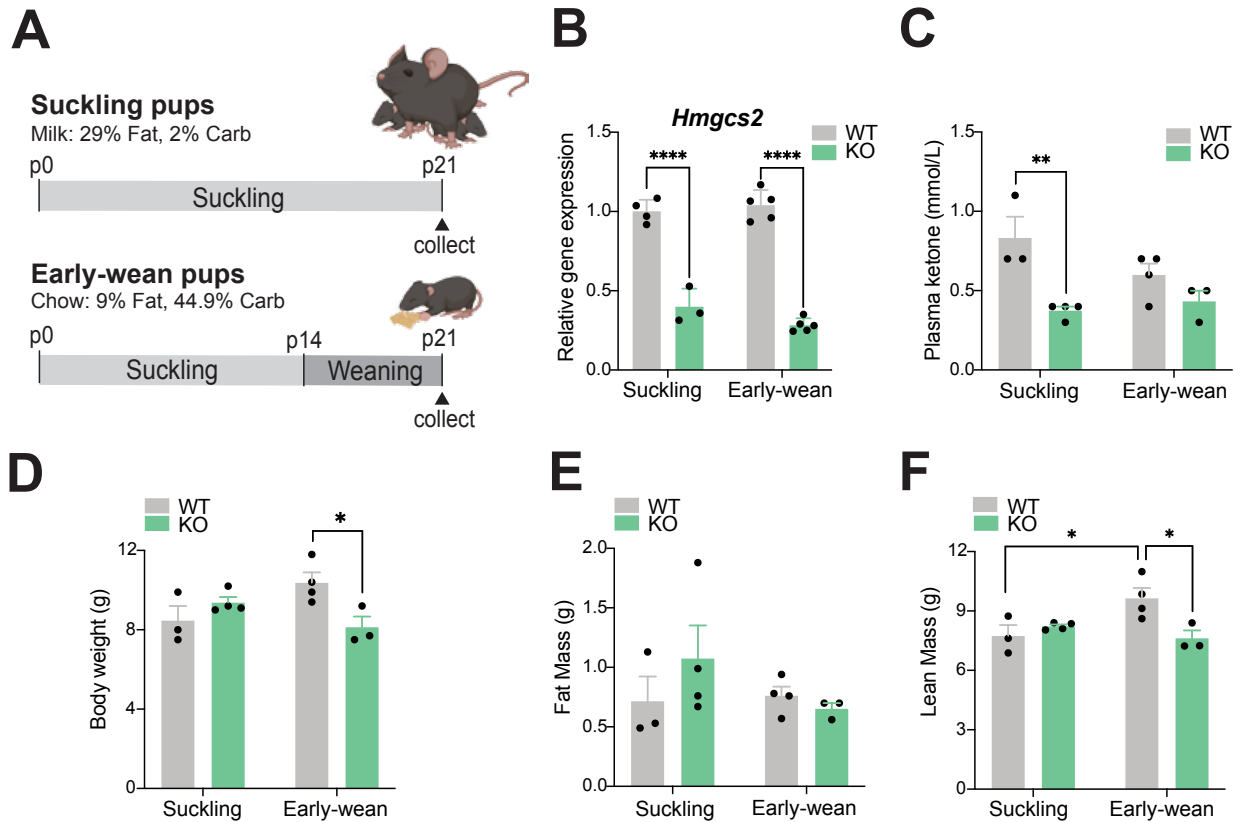 A
Suckling pups
Milk: 29% Fat, 2% Carb
p0
p21
Suckling
collect
Early-wean pups
Chow: 9% Fat, 44.9% Carb
p0
p14
p21
Suckling
Weaning
collect
B
Hmgcs2
WT
KO
****
****
Relative gene expression
1.5
1.0
0.5
0.0
Suckling
Early-wean
C
WT
KO
**
Plasma ketone (mmol/L)
1.5
1.0
0.5
0.0
Suckling
Early-wean
D
WT
KO
*
Body weight (g)
12
8
4
0
Suckling
Early-wean
E
WT
KO
Fat Mass (g)
2.0
1.5
1.0
0.5
0.0
Suckling
Early-wean
F
WT
KO
*
*
Lean Mass (g)
12
9
6
3
0
Suckling
Early-wean